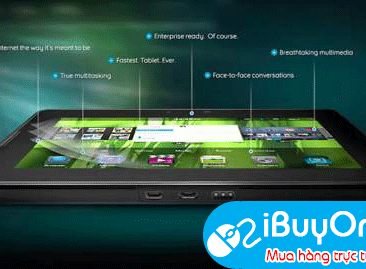 Enterprise ready. Of course.
nternet the way it's meant to be
Fastest. Tablet. Ever.
Breathtaking multimedia
True multitasking
Face-to-face conversations
iBuyOn
Mua hàng trực t